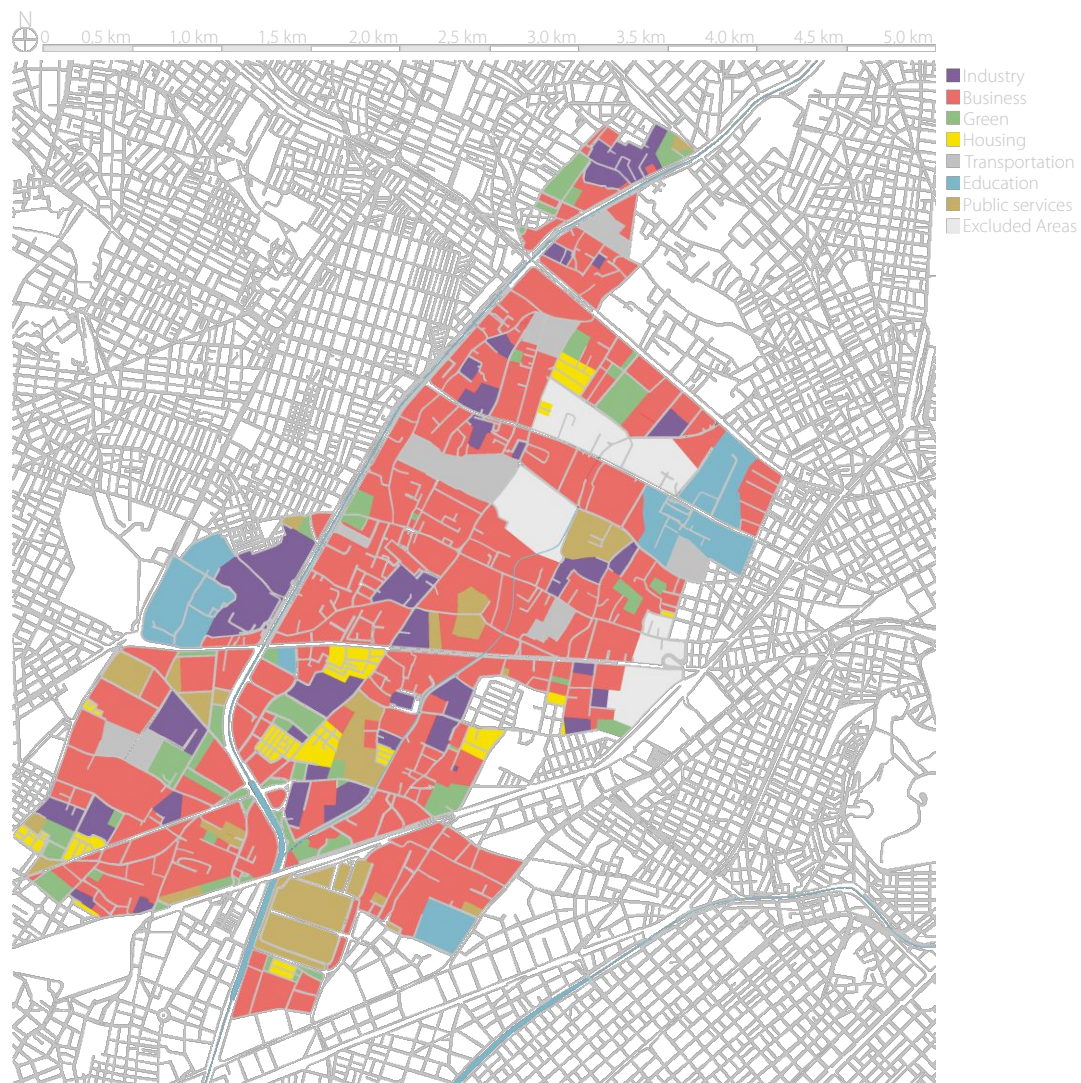 N
0 0,5 km 1,0 km 1,5 km 2,0 km 2,5 km 3,0 km 3,5 km 4,0 km 4,5 km 5,0 km
Industry
Business
Green
Housing
Transportation
Education
Public services
Excluded Areas